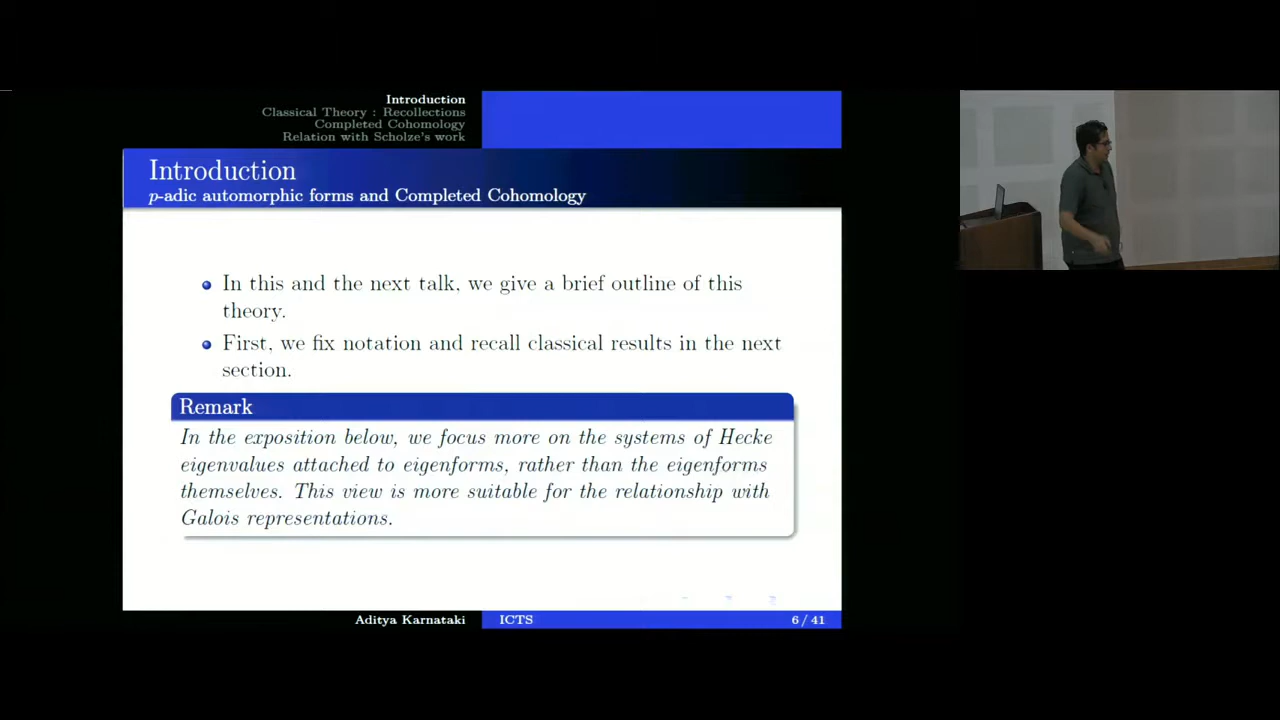 Introduction
Classical Theory : Recollections
Completed Cohomology
Relation with Scholze's work
Introduction
p-adic automorphic forms and Completed Cohomology
In this and the next talk, we give a brief outline of this
theory.
First, we fix notation and recall classical results in the next
section.
Remark
In the exposition below, we focus more on the systems of Hecke
eigenvalues attached to eigenforms, rather than the eigenforms
themselves. This view is more suitable for the relationship with
Galois representations.
Aditya Karnataki
ICTS
6 / 41